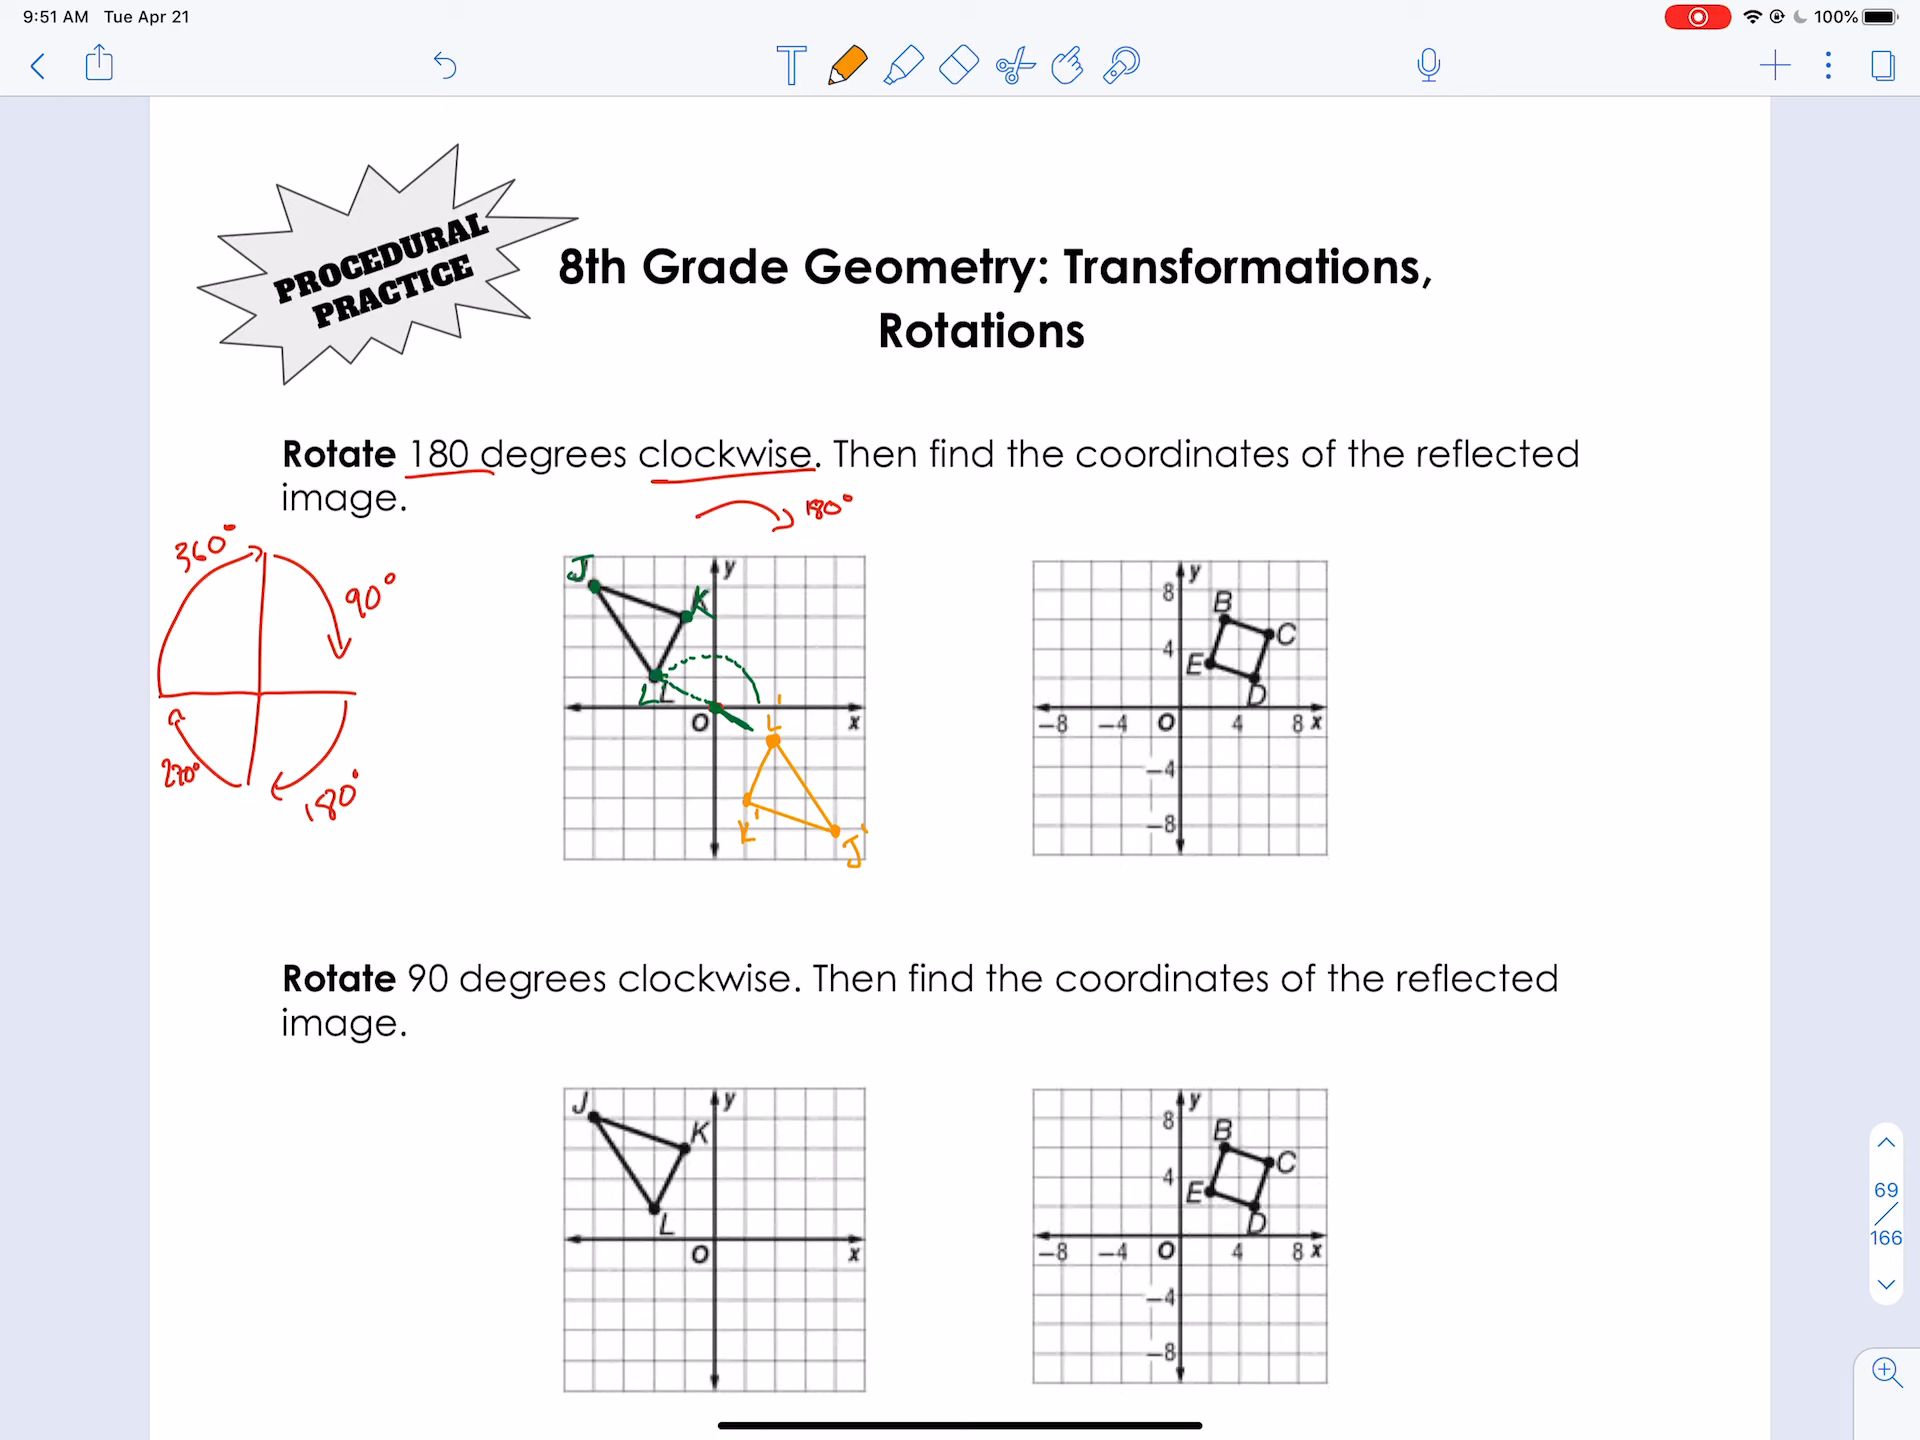 9:51 AM Tue Apr 21
100%
T
PROCEDURAL
PRACTICE
8th Grade Geometry: Transformations,
Rotations
Rotate 180 degrees clockwise. Then find the coordinates of the reflected
image.
180°
360°
90°
270°
180°
J
K
L
L
y
x
O
L'
K'
J'
y
8
4
B
C
E
D
-8 -4 O 4 8 x
-4
-8
Rotate 90 degrees clockwise. Then find the coordinates of the reflected
image.
J
K
L
y
O
x
y
8
4
B
C
E
D
-8 -4 O 4 8 x
-4
-8
69
/
166